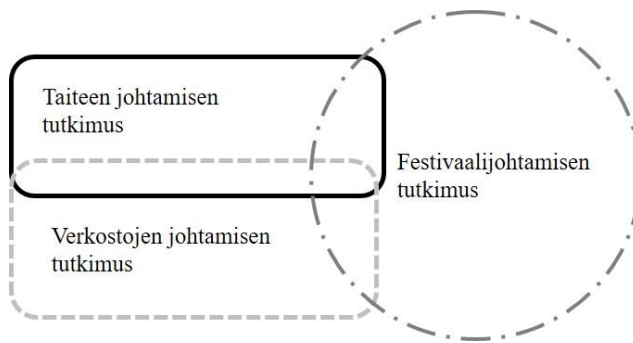 Taiteen johtamisen
tutkimus
Festivaalijohtamisen
tutkimus
Verkostojen johtamisen
tutkimus